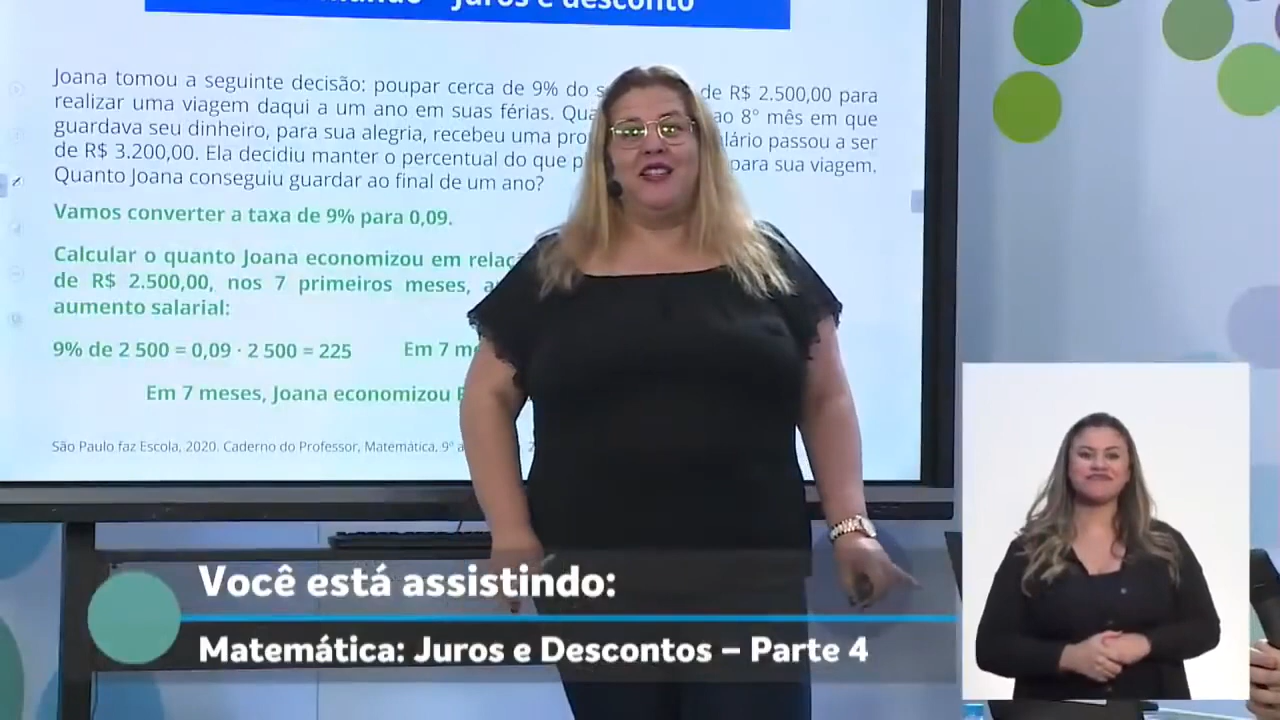 Juros e desconto
Joana tomou a seguinte decisão: poupar cerca de 9% do de R$ 2.500,00 para
realizar uma viagem daqui a um ano em suas férias. ao 8° mês em que
guardava seu dinheiro, para sua alegria, recebeu uma passou a ser
de R$ 3.200,00. Ela decidiu manter o percentual do que para sua viagem.
Quanto Joana conseguiu guardar ao final de um ano?
Vamos converter a taxa de 9% para 0,09.
Calcular o quanto Joana economizou em
de R$ 2.500,00, nos 7 primeiros meses,
aumento salarial:
9% de 2 500 = 0,09 · 2 500 = 225 Em 7
Em 7 meses, Joana economizou
São Paulo faz Escola, 2020. Caderno do Professor, Matemática, 9º
Você está assistindo:
Matemática: Juros e Descontos – Parte 4